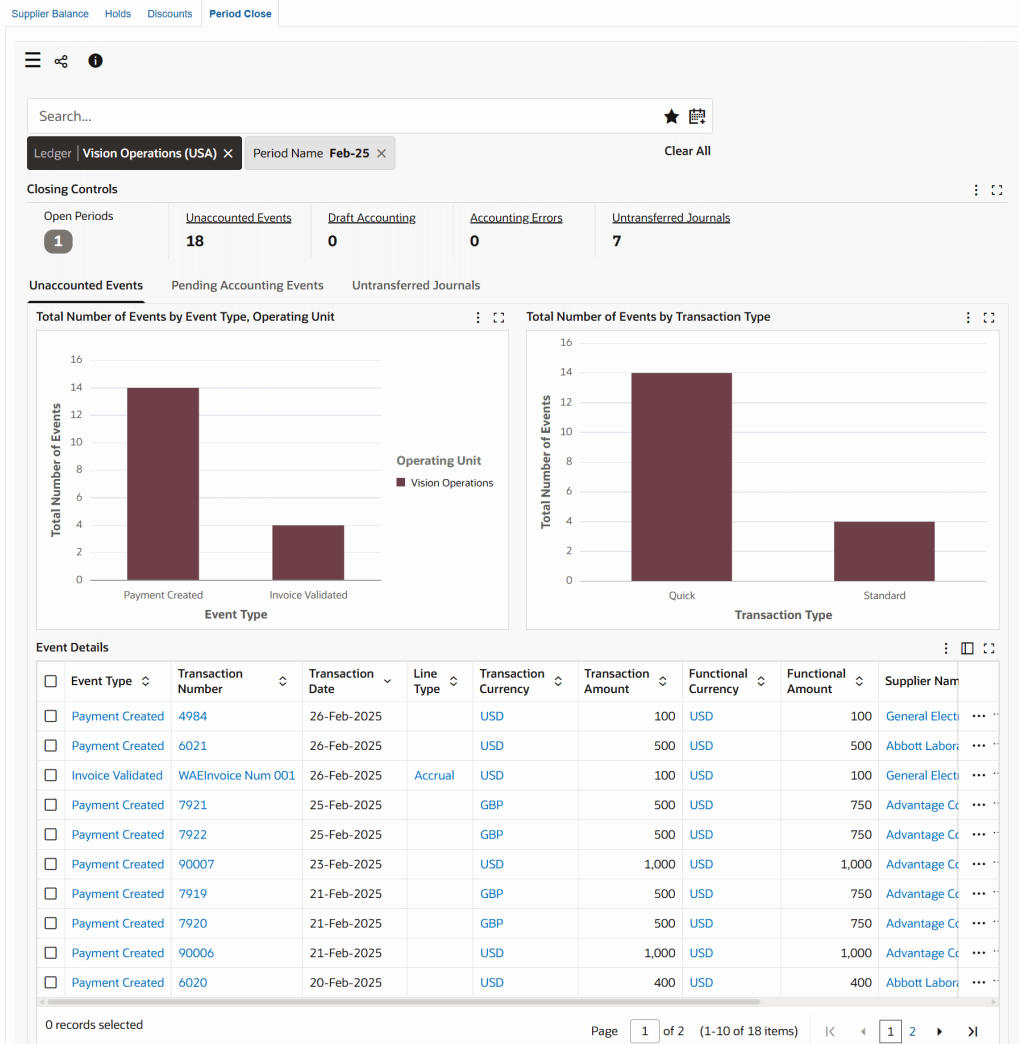 Supplier Balance Holds Discounts Period Close
Search...
Ledger Vision Operations (USA) Period Name Feb-25
Clear All
Closing Controls
Open Periods Unaccounted Events Draft Accounting Accounting Errors Untransferred Journals
1 18 0 0 7
Unaccounted Events Pending Accounting Events Untransferred Journals
Total Number of Events by Event Type, Operating Unit
Total Number of Events
16
14
12
10
8
6
4
2
0
Payment Created Invoice Validated
Event Type
Operating Unit
Vision Operations
Total Number of Events by Transaction Type
Total Number of Events
16
14
12
10
8
6
4
2
0
Quick Standard
Transaction Type
Event Details
Event Type Transaction Number Transaction Date Line Type Transaction Currency Transaction Amount Functional Currency Functional Amount Supplier Nam
Payment Created 4984 26-Feb-2025 USD 100 USD 100 General Elect
Payment Created 6021 26-Feb-2025 USD 500 USD 500 Abbott Labora
Invoice Validated WAEInvoice Num 001 26-Feb-2025 Accrual USD 100 USD 100 General Elect
Payment Created 7921 25-Feb-2025 GBP 500 USD 750 Advantage Co
Payment Created 7922 25-Feb-2025 GBP 500 USD 750 Advantage Co
Payment Created 90007 23-Feb-2025 USD 1,000 USD 1,000 Advantage Co
Payment Created 7919 21-Feb-2025 GBP 500 USD 750 Advantage Co
Payment Created 7920 21-Feb-2025 GBP 500 USD 750 Advantage Co
Payment Created 90006 21-Feb-2025 USD 1,000 USD 1,000 Advantage Co
Payment Created 6020 20-Feb-2025 USD 400 USD 400 Abbott Labora
0 records selected
Page 1 of 2 (1-10 of 18 items) 1 2